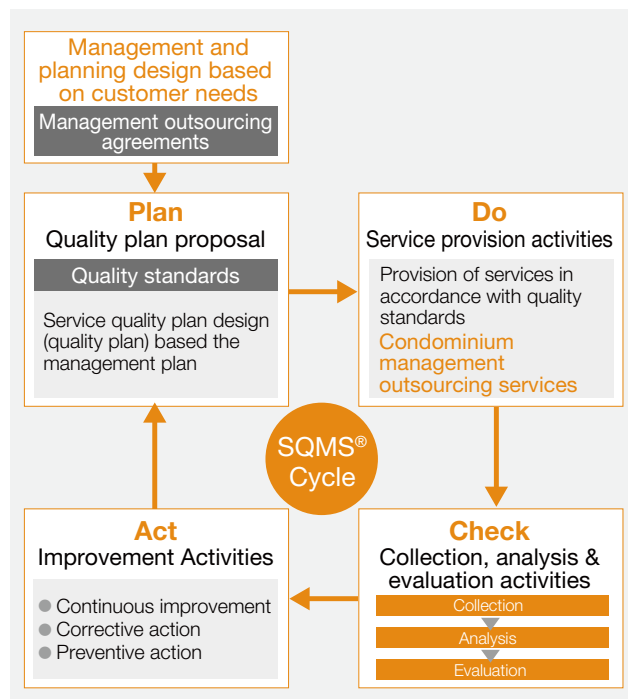 Management and
planning design based
on customer needs
Management outsourcing
agreements
Plan
Quality plan proposal
Quality standards
Service quality plan design
(quality plan) based the
management plan
Do
Service provision activities
Provision of services in
accordance with quality
standards
Condominium
management
outsourcing services
SQMS®
Cycle
Act
Improvement Activities
● Continuous improvement
● Corrective action
● Preventive action
Check
Collection, analysis &
evaluation activities
Collection
Analysis
Evaluation